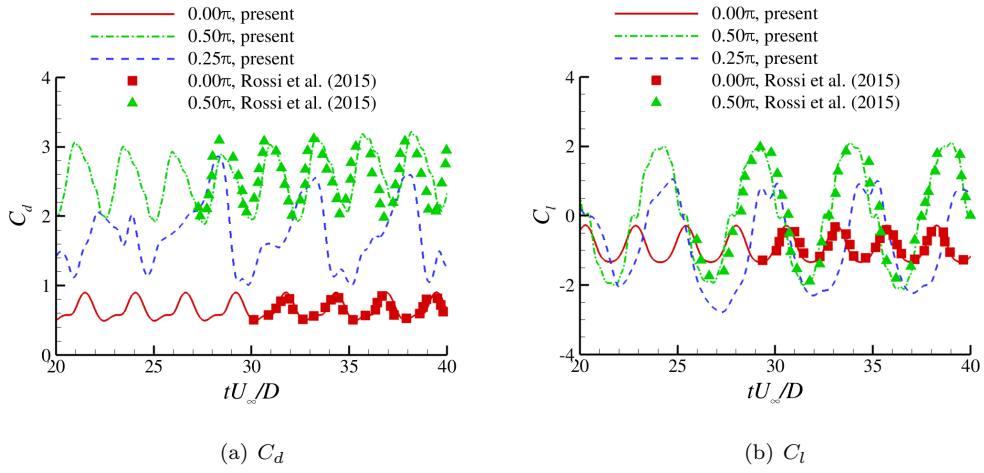 0.00π, present
0.50π, present
0.25π, present
0.00π, Rossi et al. (2015)
0.50π, Rossi et al. (2015)
4
3
2
1
0
C_d
20
25
30
35
40
tU_∞/D
(a) C_d
0.00π, present
0.50π, present
0.25π, present
0.00π, Rossi et al. (2015)
0.50π, Rossi et al. (2015)
4
2
0
-2
-4
C_l
20
25
30
35
40
tU_∞/D
(b) C_l